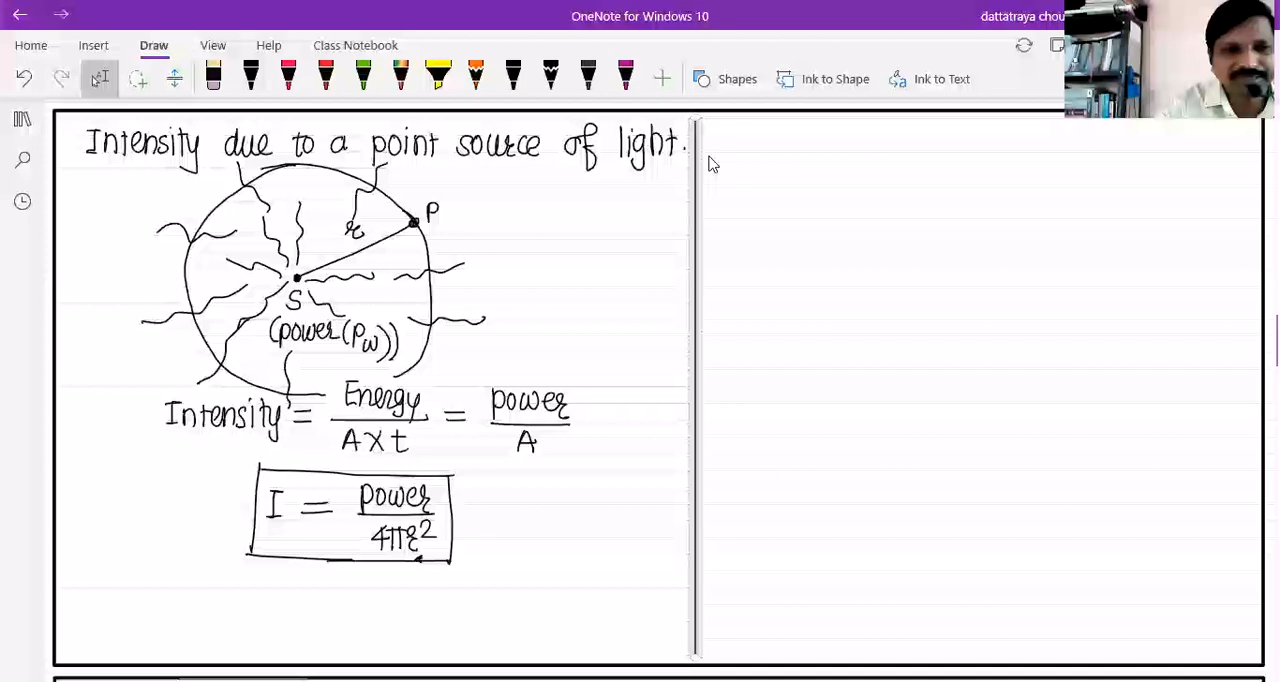 OneNote for Windows 10
dattatraya chou
Home Insert Draw View Help Class Notebook
Shapes Ink to Shape Ink to Text
Intensity due to a point source of light.
P
r
S
(power(Pw))
Intensity = Energy / A×t = power / A
I = power / 4πr²